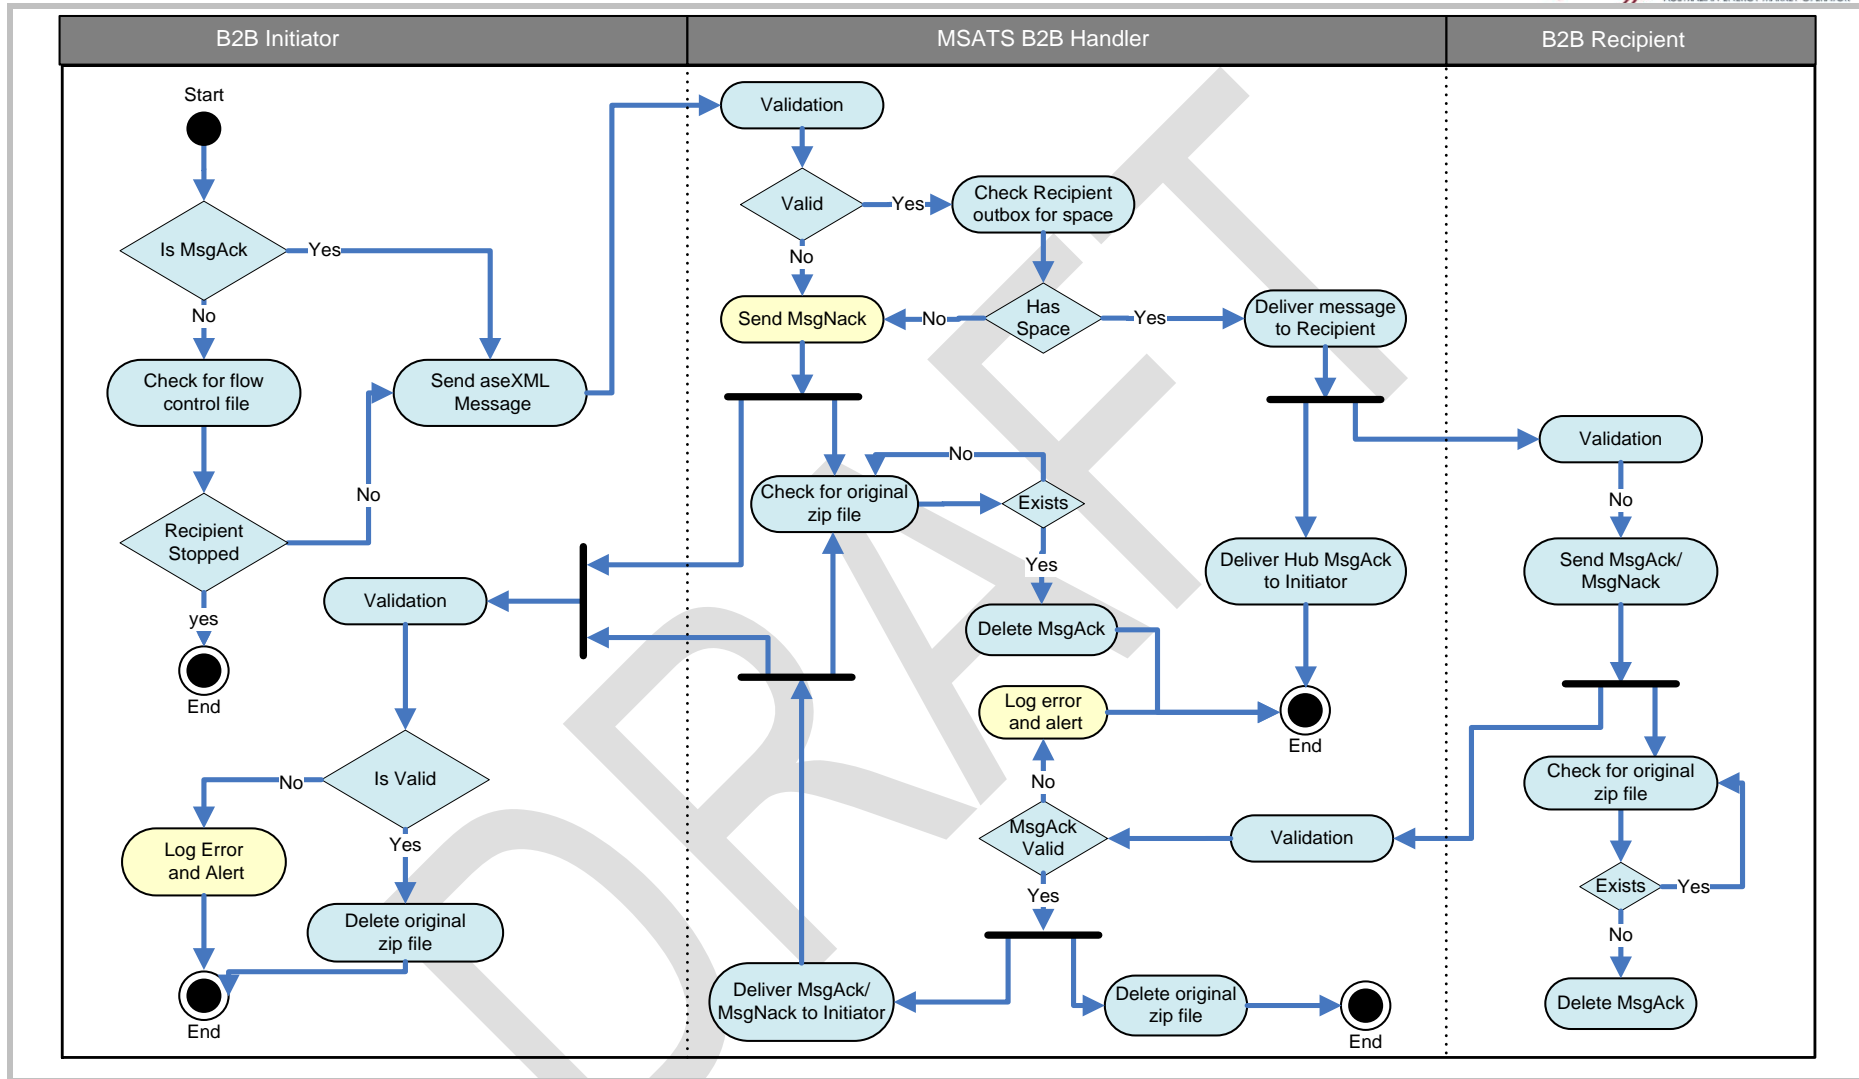 B2B Initiator
MSATS B2B Handler
B2B Recipient
Start
Is MsgAck
Yes
No
Check for flow
control file
Send aseXML
Message
No
Recipient
Stopped
yes
End
Validation
Is Valid
No
Yes
Log Error
and Alert
Delete original
zip file
End
Validation
Valid
Yes
Check Recipient
outbox for space
No
Send MsgNack
No
Has
Space
Yes
Deliver message
to Recipient
No
Check for original
zip file
Exists
Yes
Delete MsgAck
Deliver Hub MsgAck
to Initiator
Log error
and alert
End
No
MsgAck
Valid
Validation
Yes
Deliver MsgAck/
MsgNack to Initiator
Delete original
zip file
End
Validation
No
Send MsgAck/
MsgNack
Check for original
zip file
Exists
Yes
No
Delete MsgAck
DRAFT